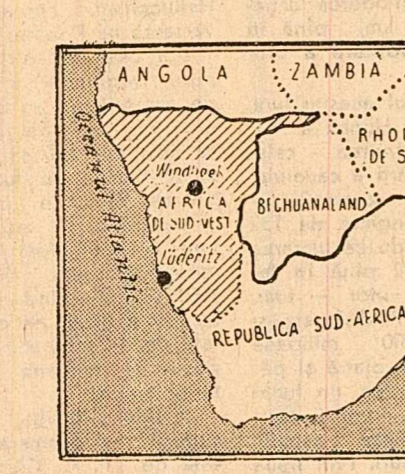 ANGOLA
ZAMBIA
RHO
DE S
Oceanul Atlantic
Windhoek
AFRICA
DE SUD-VEST
BECHUANALAND
Lüderitz
REPUBLICA SUD-AFRICA